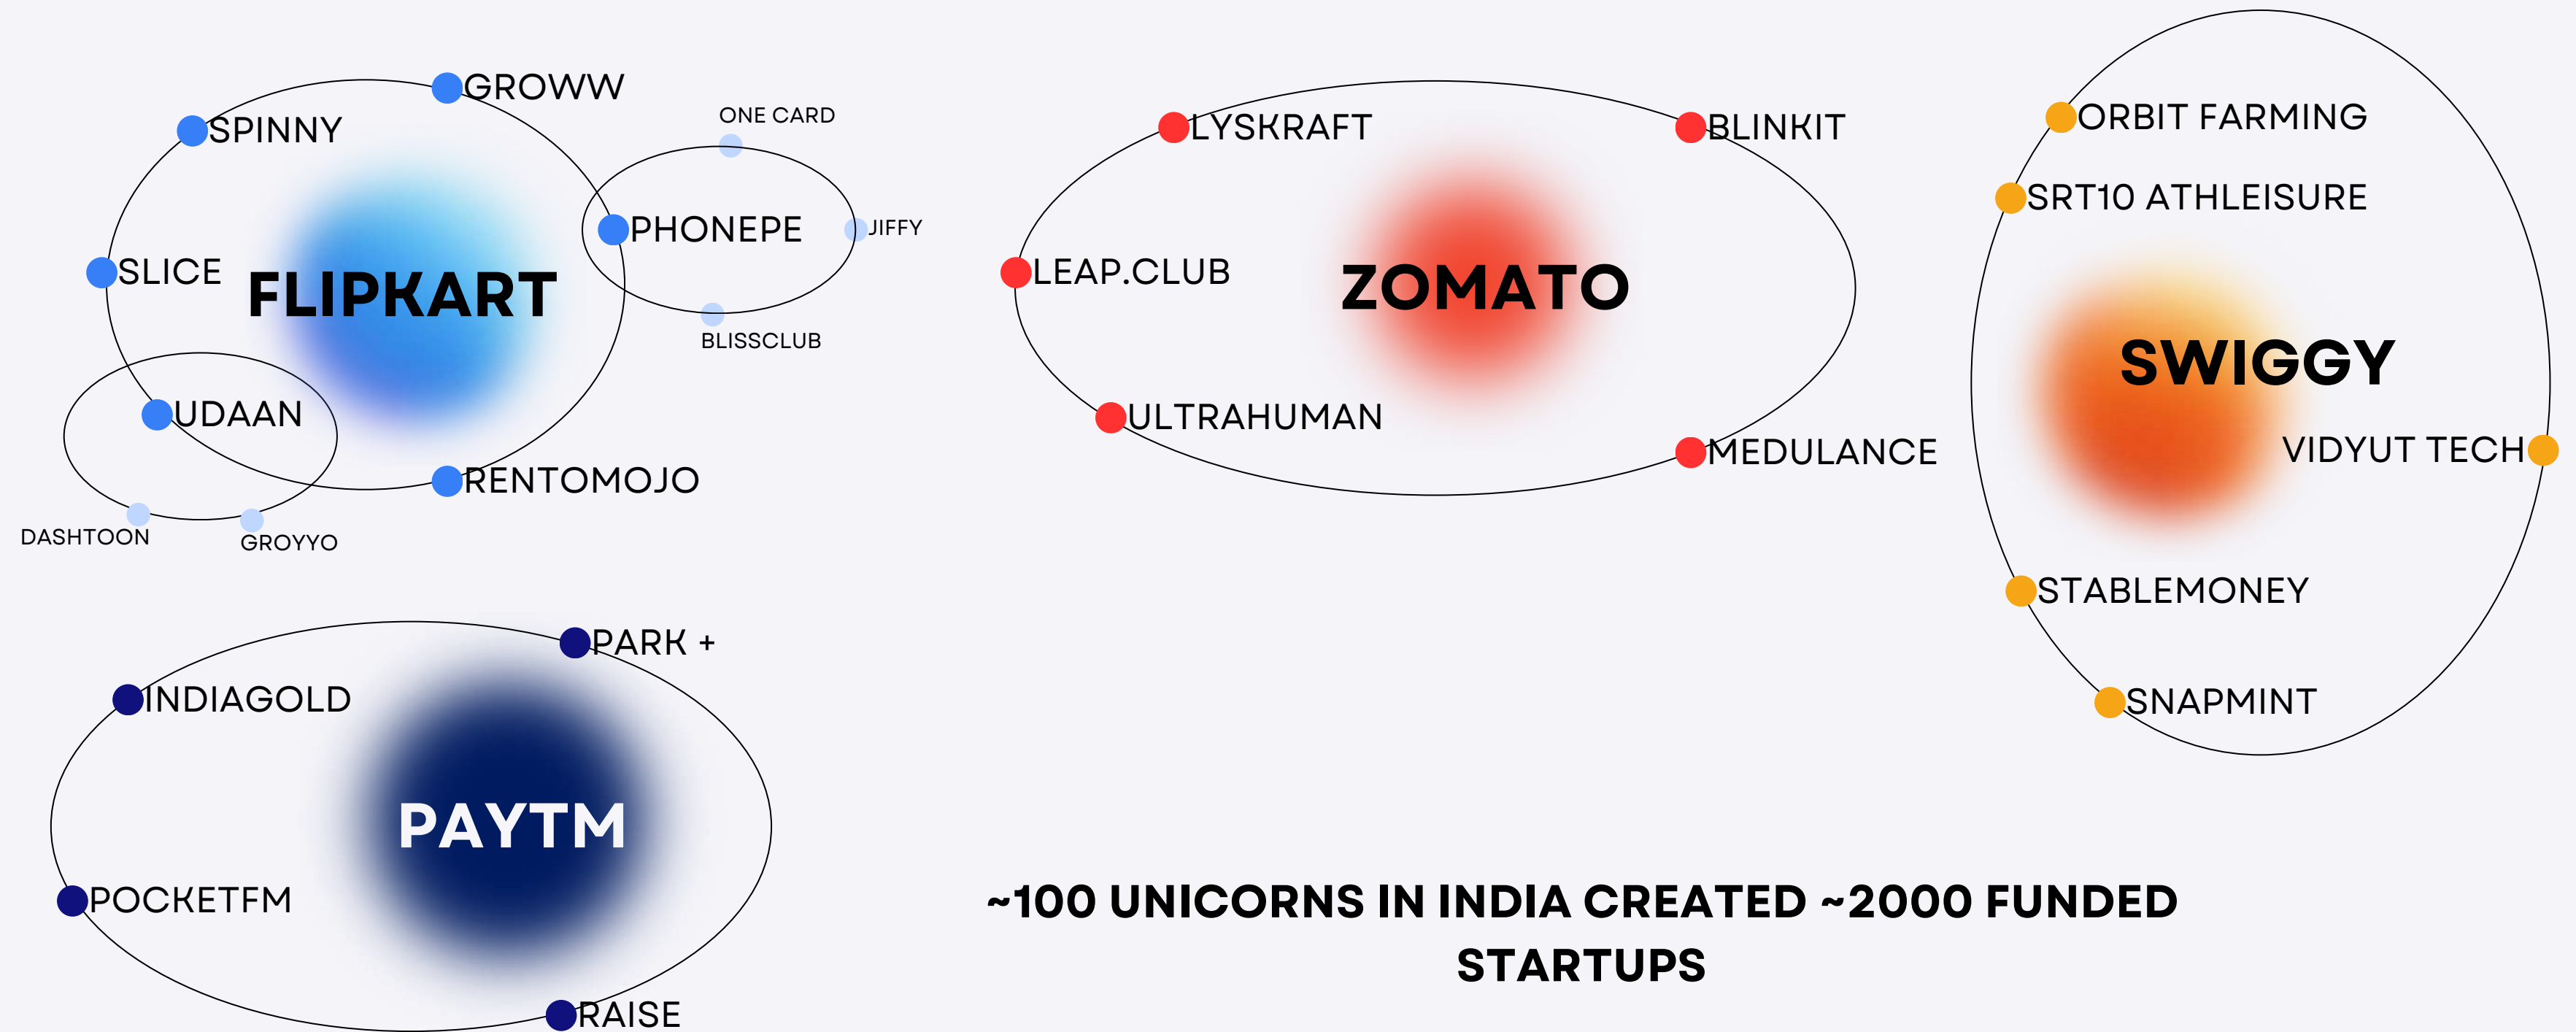 GROWW
SPINNY
ONE CARD
PHONEPE
JIFFY
SLICE
FLIPKART
BLISSCLUB
UDAAN
RENTOMOJO
DASHTOON
GROYYO
LYSKRAFT
BLINKIT
LEAP.CLUB
ZOMATO
ULTRAHUMAN
MEDULANCE
ORBIT FARMING
SRT10 ATHLEISURE
SWIGGY
VIDYUT TECH
STABLEMONEY
SNAPMINT
PARK +
INDIAGOLD
PAYTM
POCKETFM
RAISE
~100 UNICORNS IN INDIA CREATED ~2000 FUNDED
STARTUPS